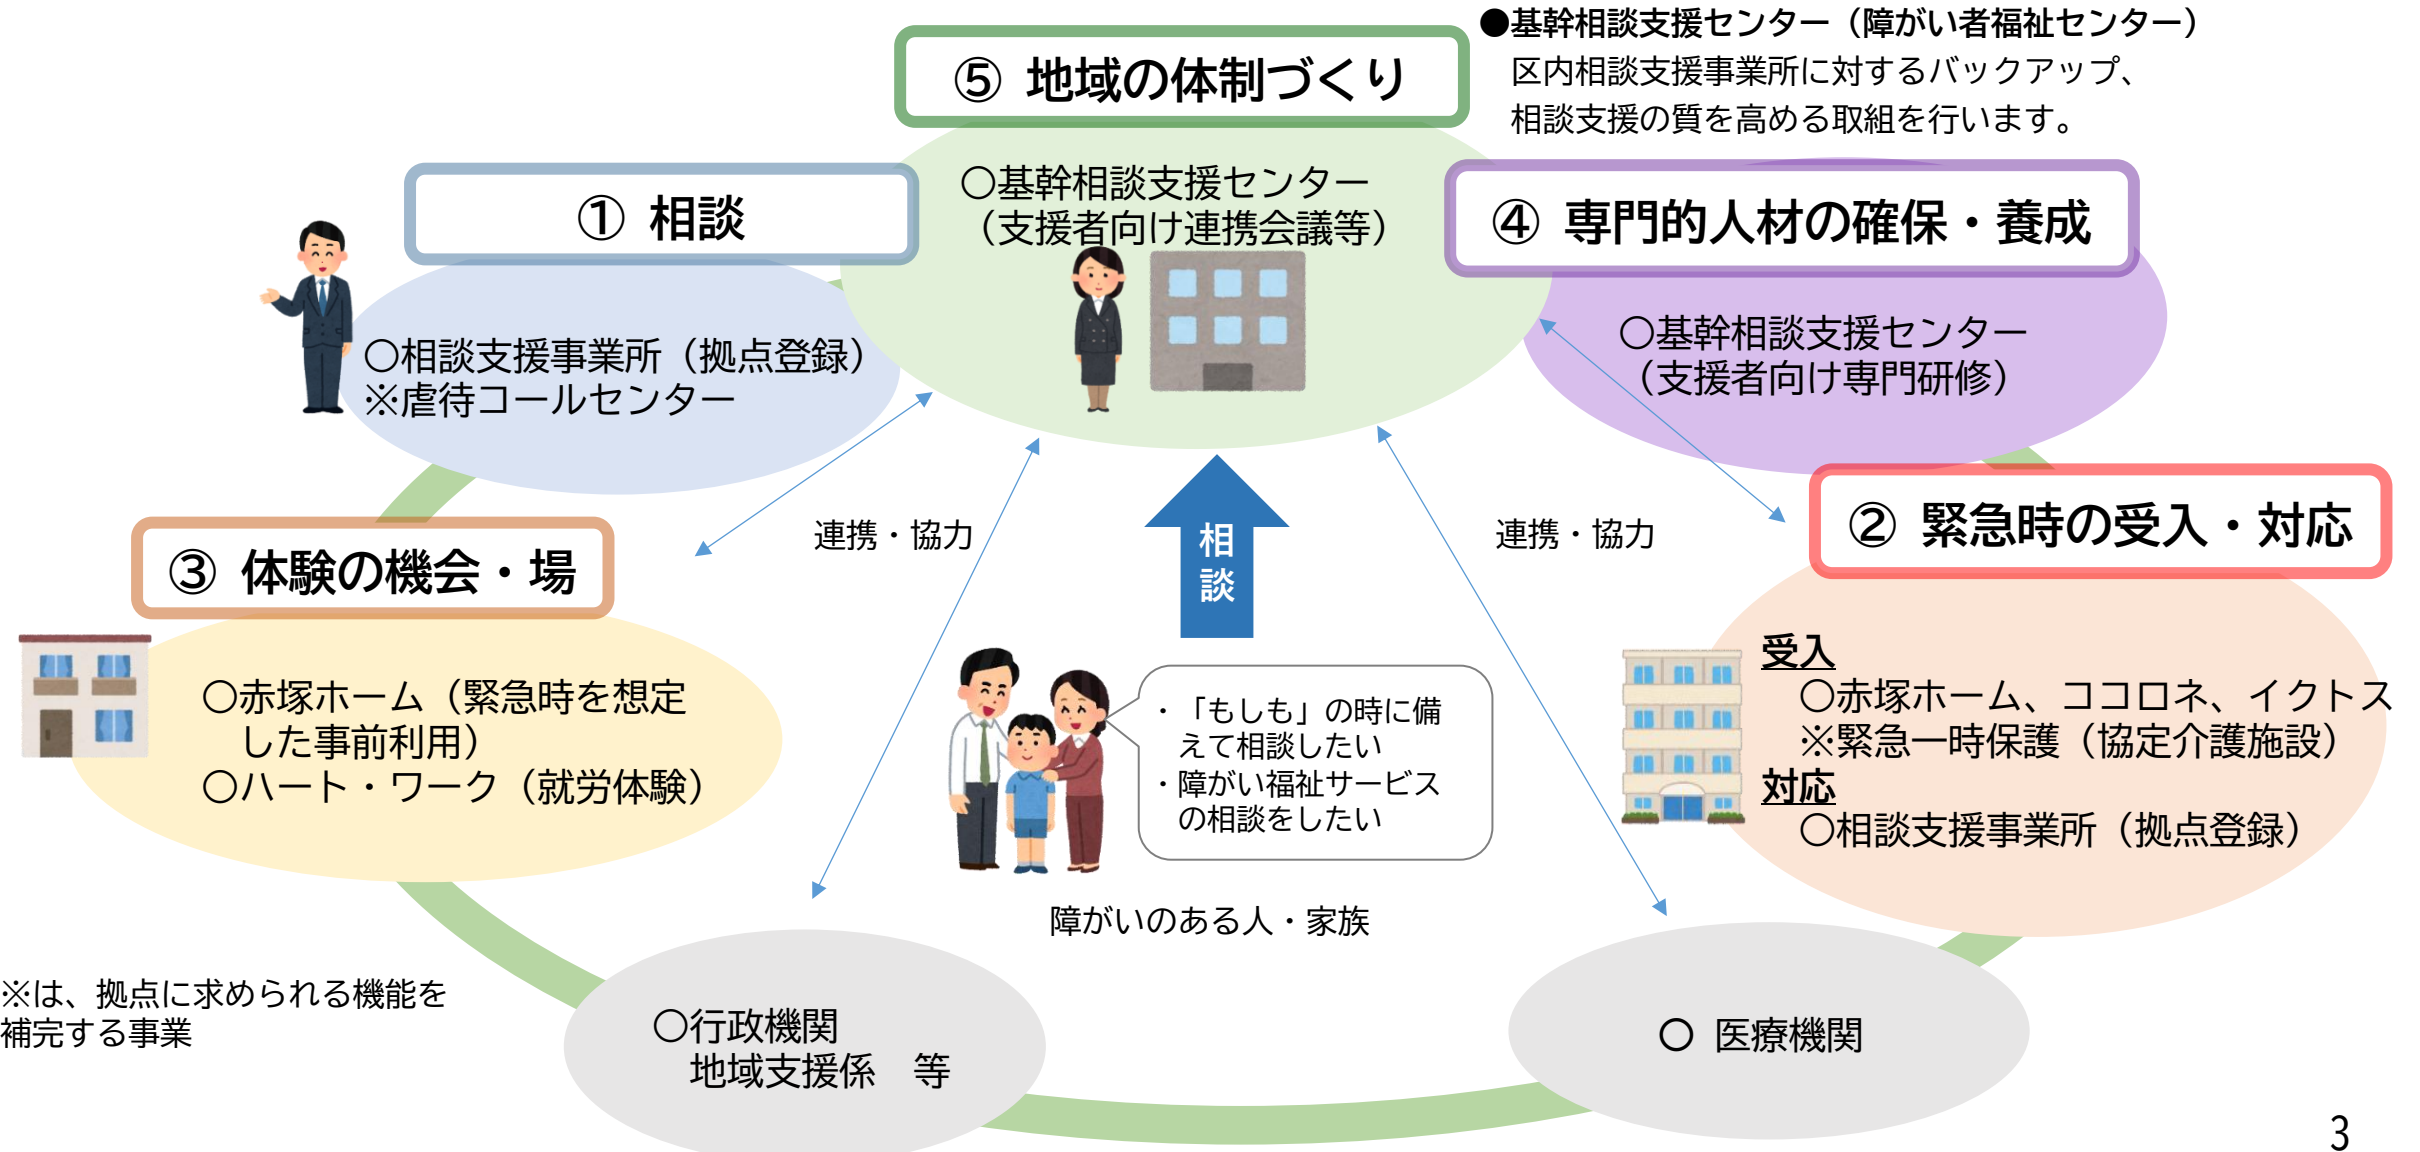 ●基幹相談支援センター（障がい者福祉センター）
区内相談支援事業所に対するバックアップ、
相談支援の質を高める取組を行います。
⑤ 地域の体制づくり
〇基幹相談支援センター
（支援者向け連携会議等）
① 相談
〇相談支援事業所（拠点登録）
※虐待コールセンター
④ 専門的人材の確保・養成
〇基幹相談支援センター
（支援者向け専門研修）
③ 体験の機会・場
〇赤塚ホーム（緊急時を想定
した事前利用）
〇ハート・ワーク（就労体験）
連携・協力
相
談
連携・協力
② 緊急時の受入・対応
受入
〇赤塚ホーム、ココロネ、イクトス
※緊急一時保護（協定介護施設）
対応
〇相談支援事業所（拠点登録）
・「もしも」の時に備
えて相談したい
・障がい福祉サービス
の相談をしたい
障がいのある人・家族
※は、拠点に求められる機能を
補完する事業
〇行政機関
地域支援係　等
〇 医療機関
3